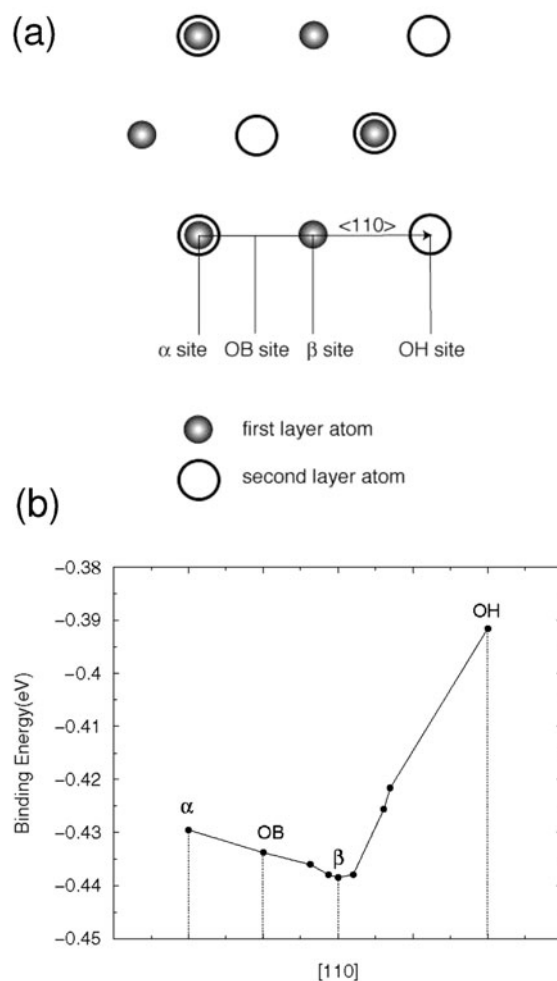 (a)
<110>
α site OB site β site OH site
first layer atom
second layer atom
(b)
-0.38
-0.39
-0.4
-0.41
-0.42
-0.43
-0.44
-0.45
Binding Energy(eV)
OH
α
OB
β
[110]